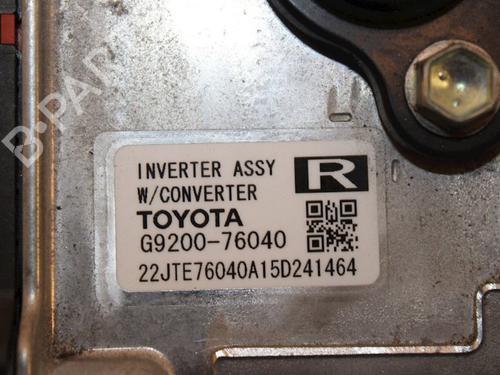 B-PARTS
INVERTER ASSY R
W/CONVERTER
TOYOTA
G9200-76040
22JTE76040A15D241464